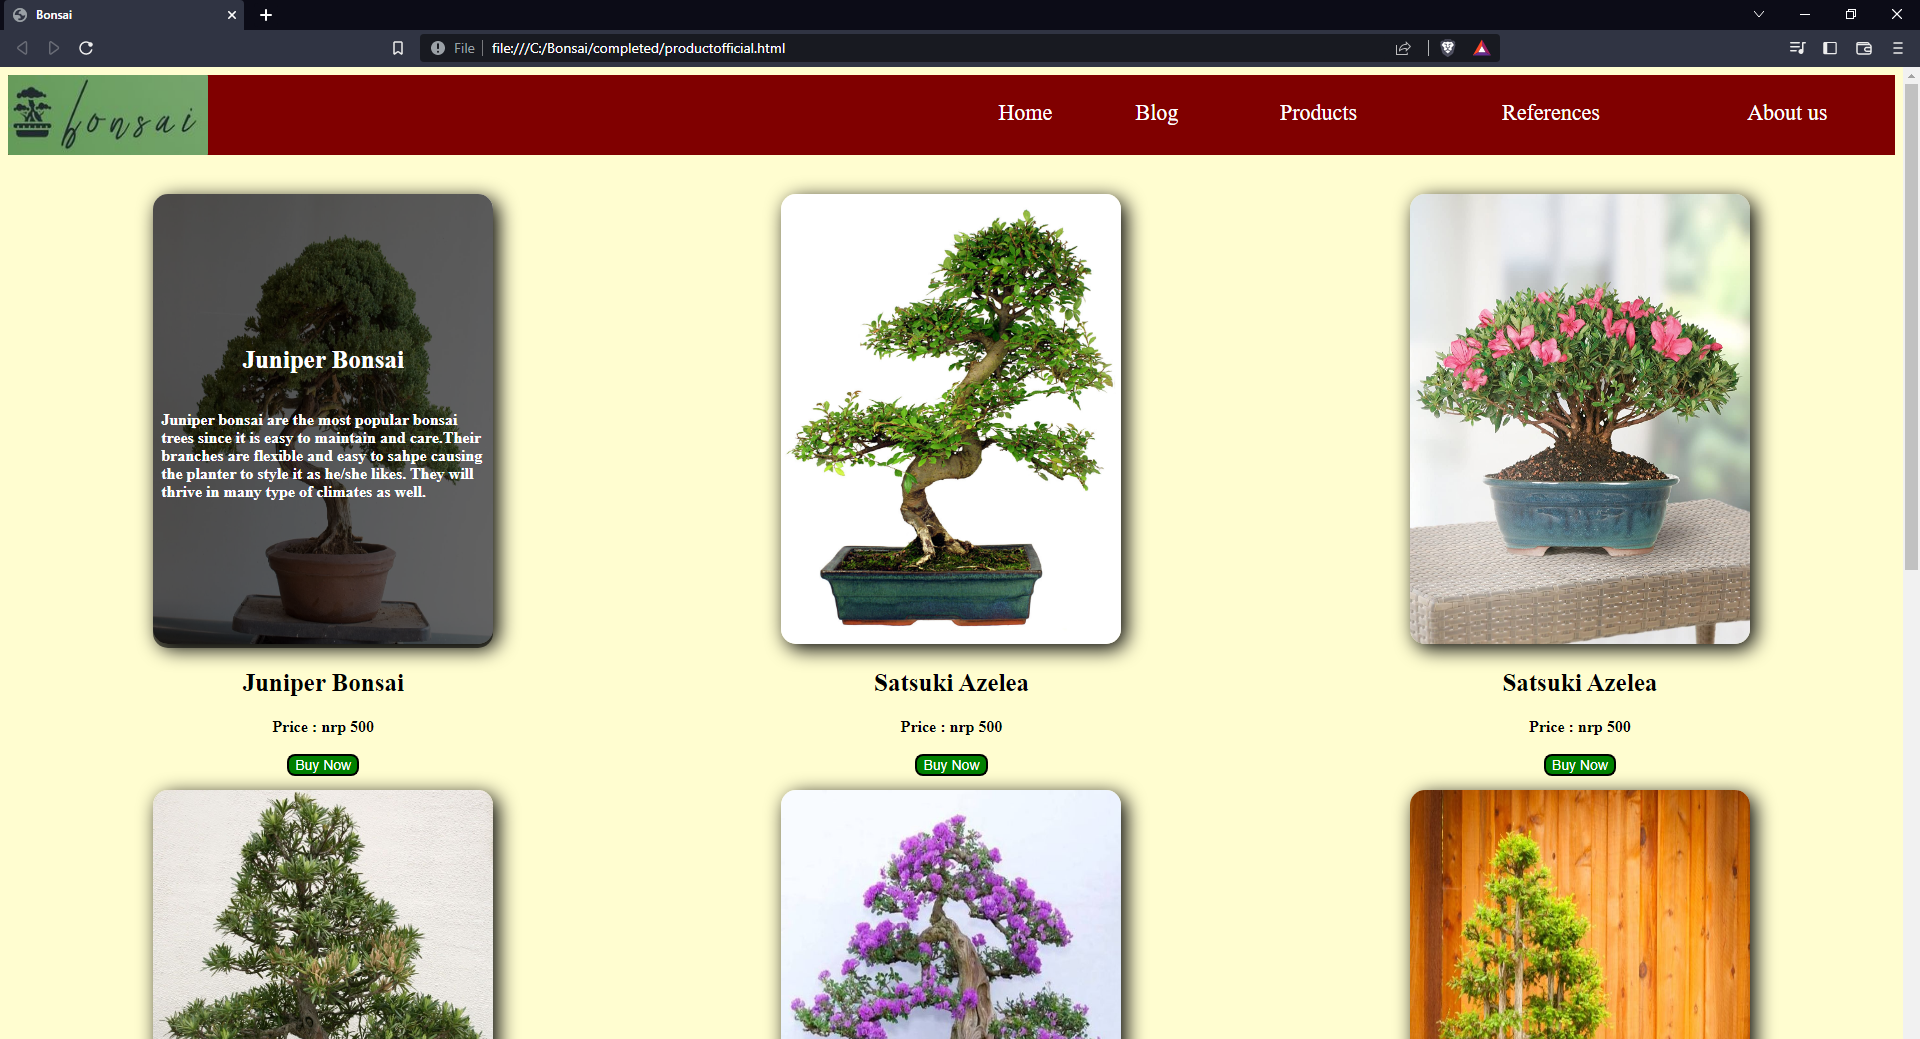 Bonsai
File
file:///C:/Bonsai/completed/productofficial.html
bonsai
Home
Blog
Products
References
About us
Juniper Bonsai
Juniper bonsai are the most popular bonsai
trees since it is easy to maintain and care.Their
branches are flexible and easy to sahpe causing
the planter to style it as he/she likes. They will
thrive in many type of climates as well.
Juniper Bonsai
Price : nrp 500
Buy Now
Satsuki Azelea
Price : nrp 500
Buy Now
Satsuki Azelea
Price : nrp 500
Buy Now